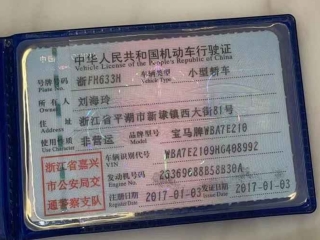 中华人民共和国机动车行驶证
Vehicle License of the People's Republic of China
号牌号码 浙FH633H 车辆类型 小型轿车
Plate No. Vehicle Type
所有人 刘海玲
Owner
住址 浙江省平湖市新埭镇西大街81号
Address
使用性质 非营运 品牌型号 宝马牌WBA7E210
Use Character Model
浙江省嘉兴市公安局交通警察支队
车辆识别代号 WBA7E2109HG40899Z
VIN
发动机号码
Engine No.
注册日期 2017-01-03 发证日期 2017-01-03
Register Date Issue Date